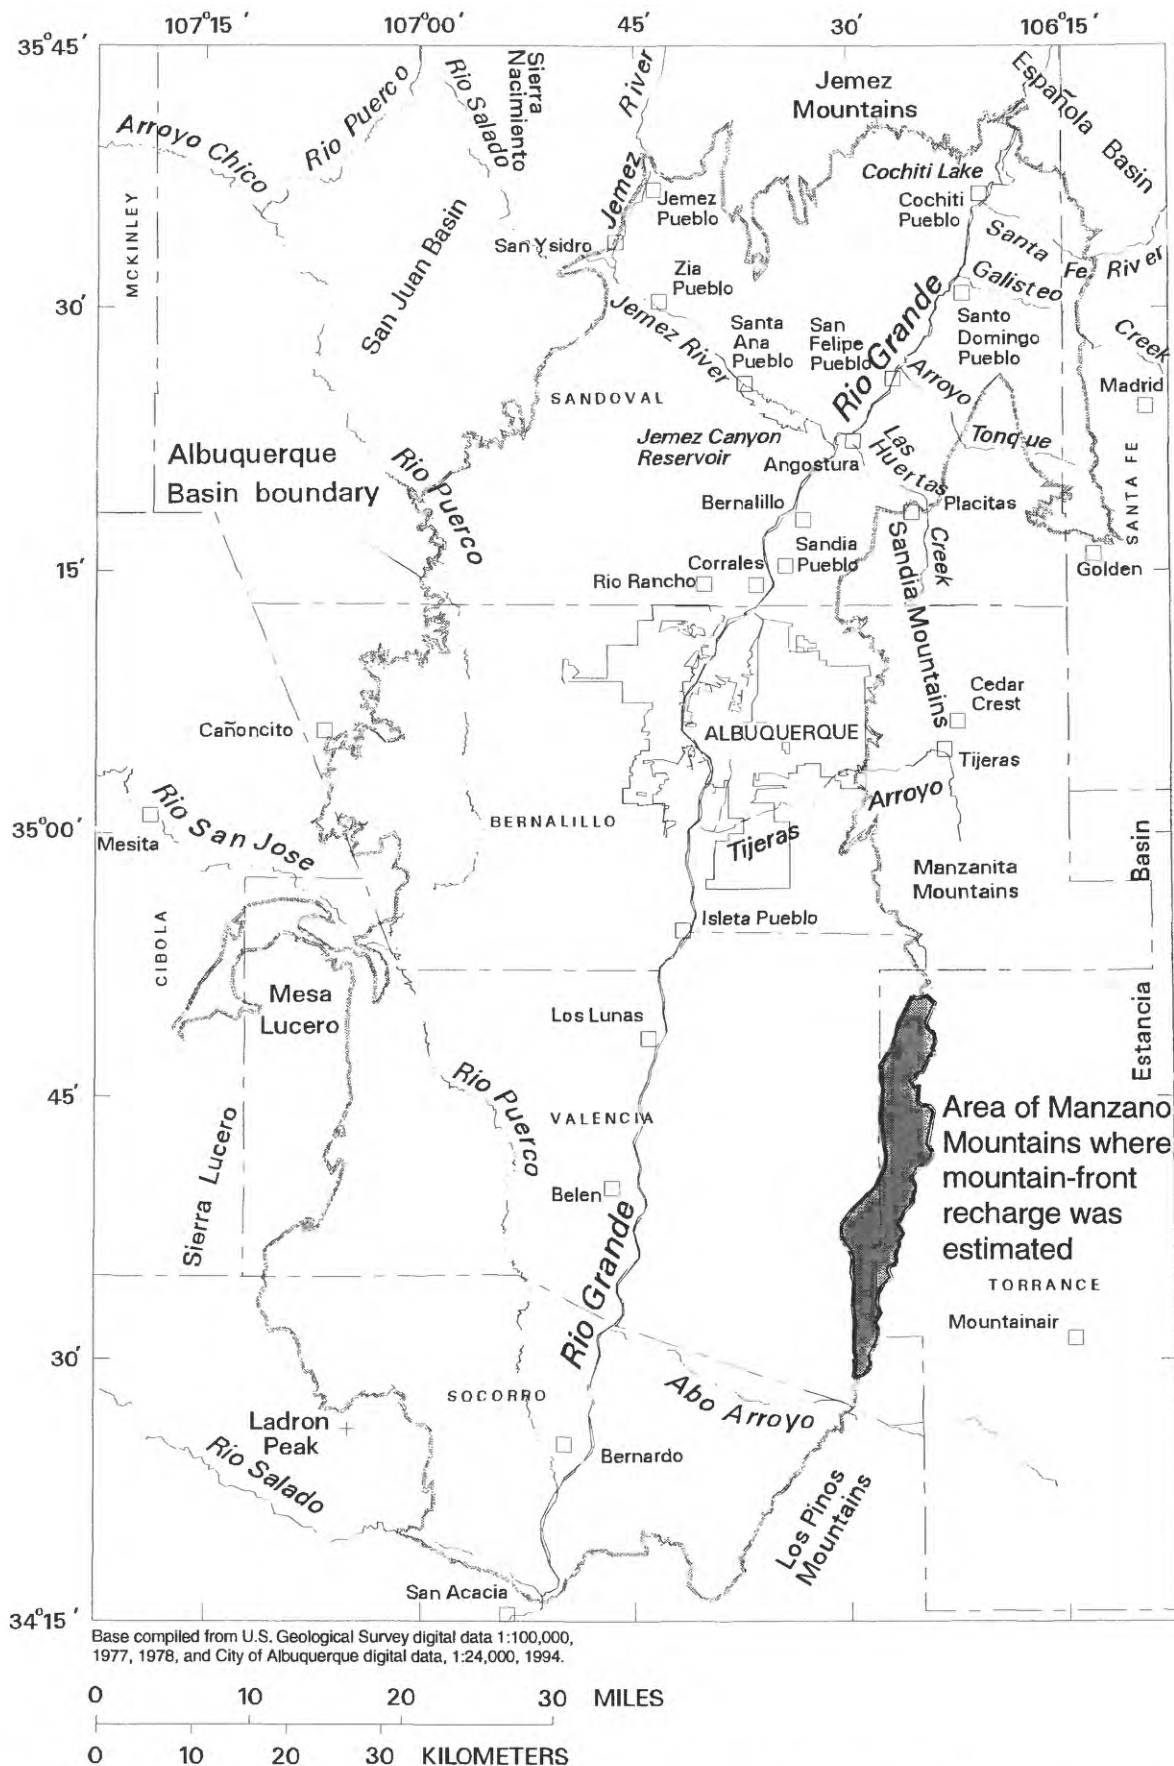 107°15′
107°00′
45′
30′
106°15′
35°45′
Arroyo Chico
Rio Puerco
Rio Salado
Sierra
Nacimiento
River
Jemez
Jemez
Mountains
Española Basin
Cochiti Lake
Cochiti
Pueblo
Jemez
Pueblo
San Ysidro
MCKINLEY
San Juan Basin
Zia
Pueblo
Santa
Fe
River
Galisteo
Creek
30′
Jemez River
Santa
Ana
Pueblo
San
Felipe
Pueblo
Rio Grande
Santo
Domingo
Pueblo
Arroyo
Tonque
Madrid
SANDOVAL
Jemez Canyon
Reservoir
Las
Huertas
Creek
Angostura
Albuquerque
Basin boundary
Rio Puerco
Bernalillo
Placitas
SANTA FE
Sandia
Pueblo
Corrales
Rio Rancho
Sandia Mountains
Golden
15′
Cedar
Crest
Cañoncito
ALBUQUERQUE
Tijeras
Arroyo
Tijeras
Rio San Jose
Mesita
BERNALILLO
35°00′
Manzanita
Mountains
Basin
Estancia
Isleta Pueblo
CIBOLA
Mesa
Lucero
Los Lunas
Rio Puerco
45′
VALENCIA
Sierra Lucero
Belen
Area of Manzano
Mountains where
mountain-front
recharge was
estimated
Rio Grande
TORRANCE
Mountainair
30′
SOCORRO
Abo Arroyo
Ladron
Peak
Rio Salado
Bernardo
Los Pinos
Mountains
San Acacia
34°15′
Base compiled from U.S. Geological Survey digital data 1:100,000,
1977, 1978, and City of Albuquerque digital data, 1:24,000, 1994.
0 10 20 30 MILES
0 10 20 30 KILOMETERS